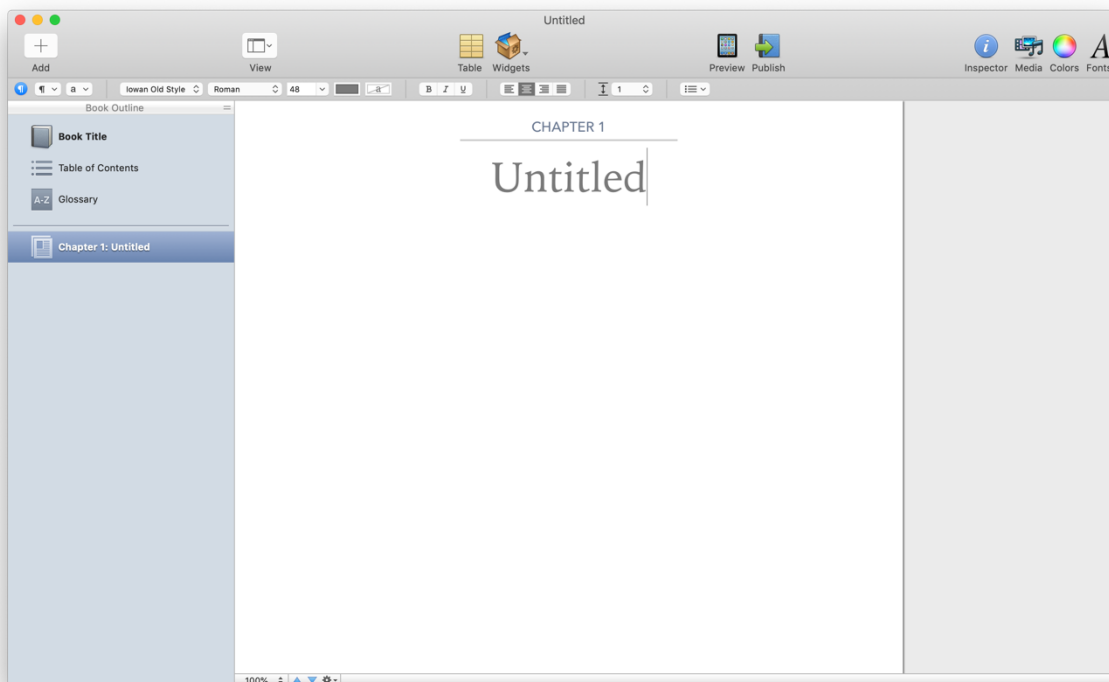 Untitled
Add View Table Widgets Preview Publish Inspector Media Colors Fonts
Iowan Old Style Roman 48 a B I U 1
Book Outline
CHAPTER 1
Untitled
Book Title
Table of Contents
A-Z Glossary
Chapter 1: Untitled
100%